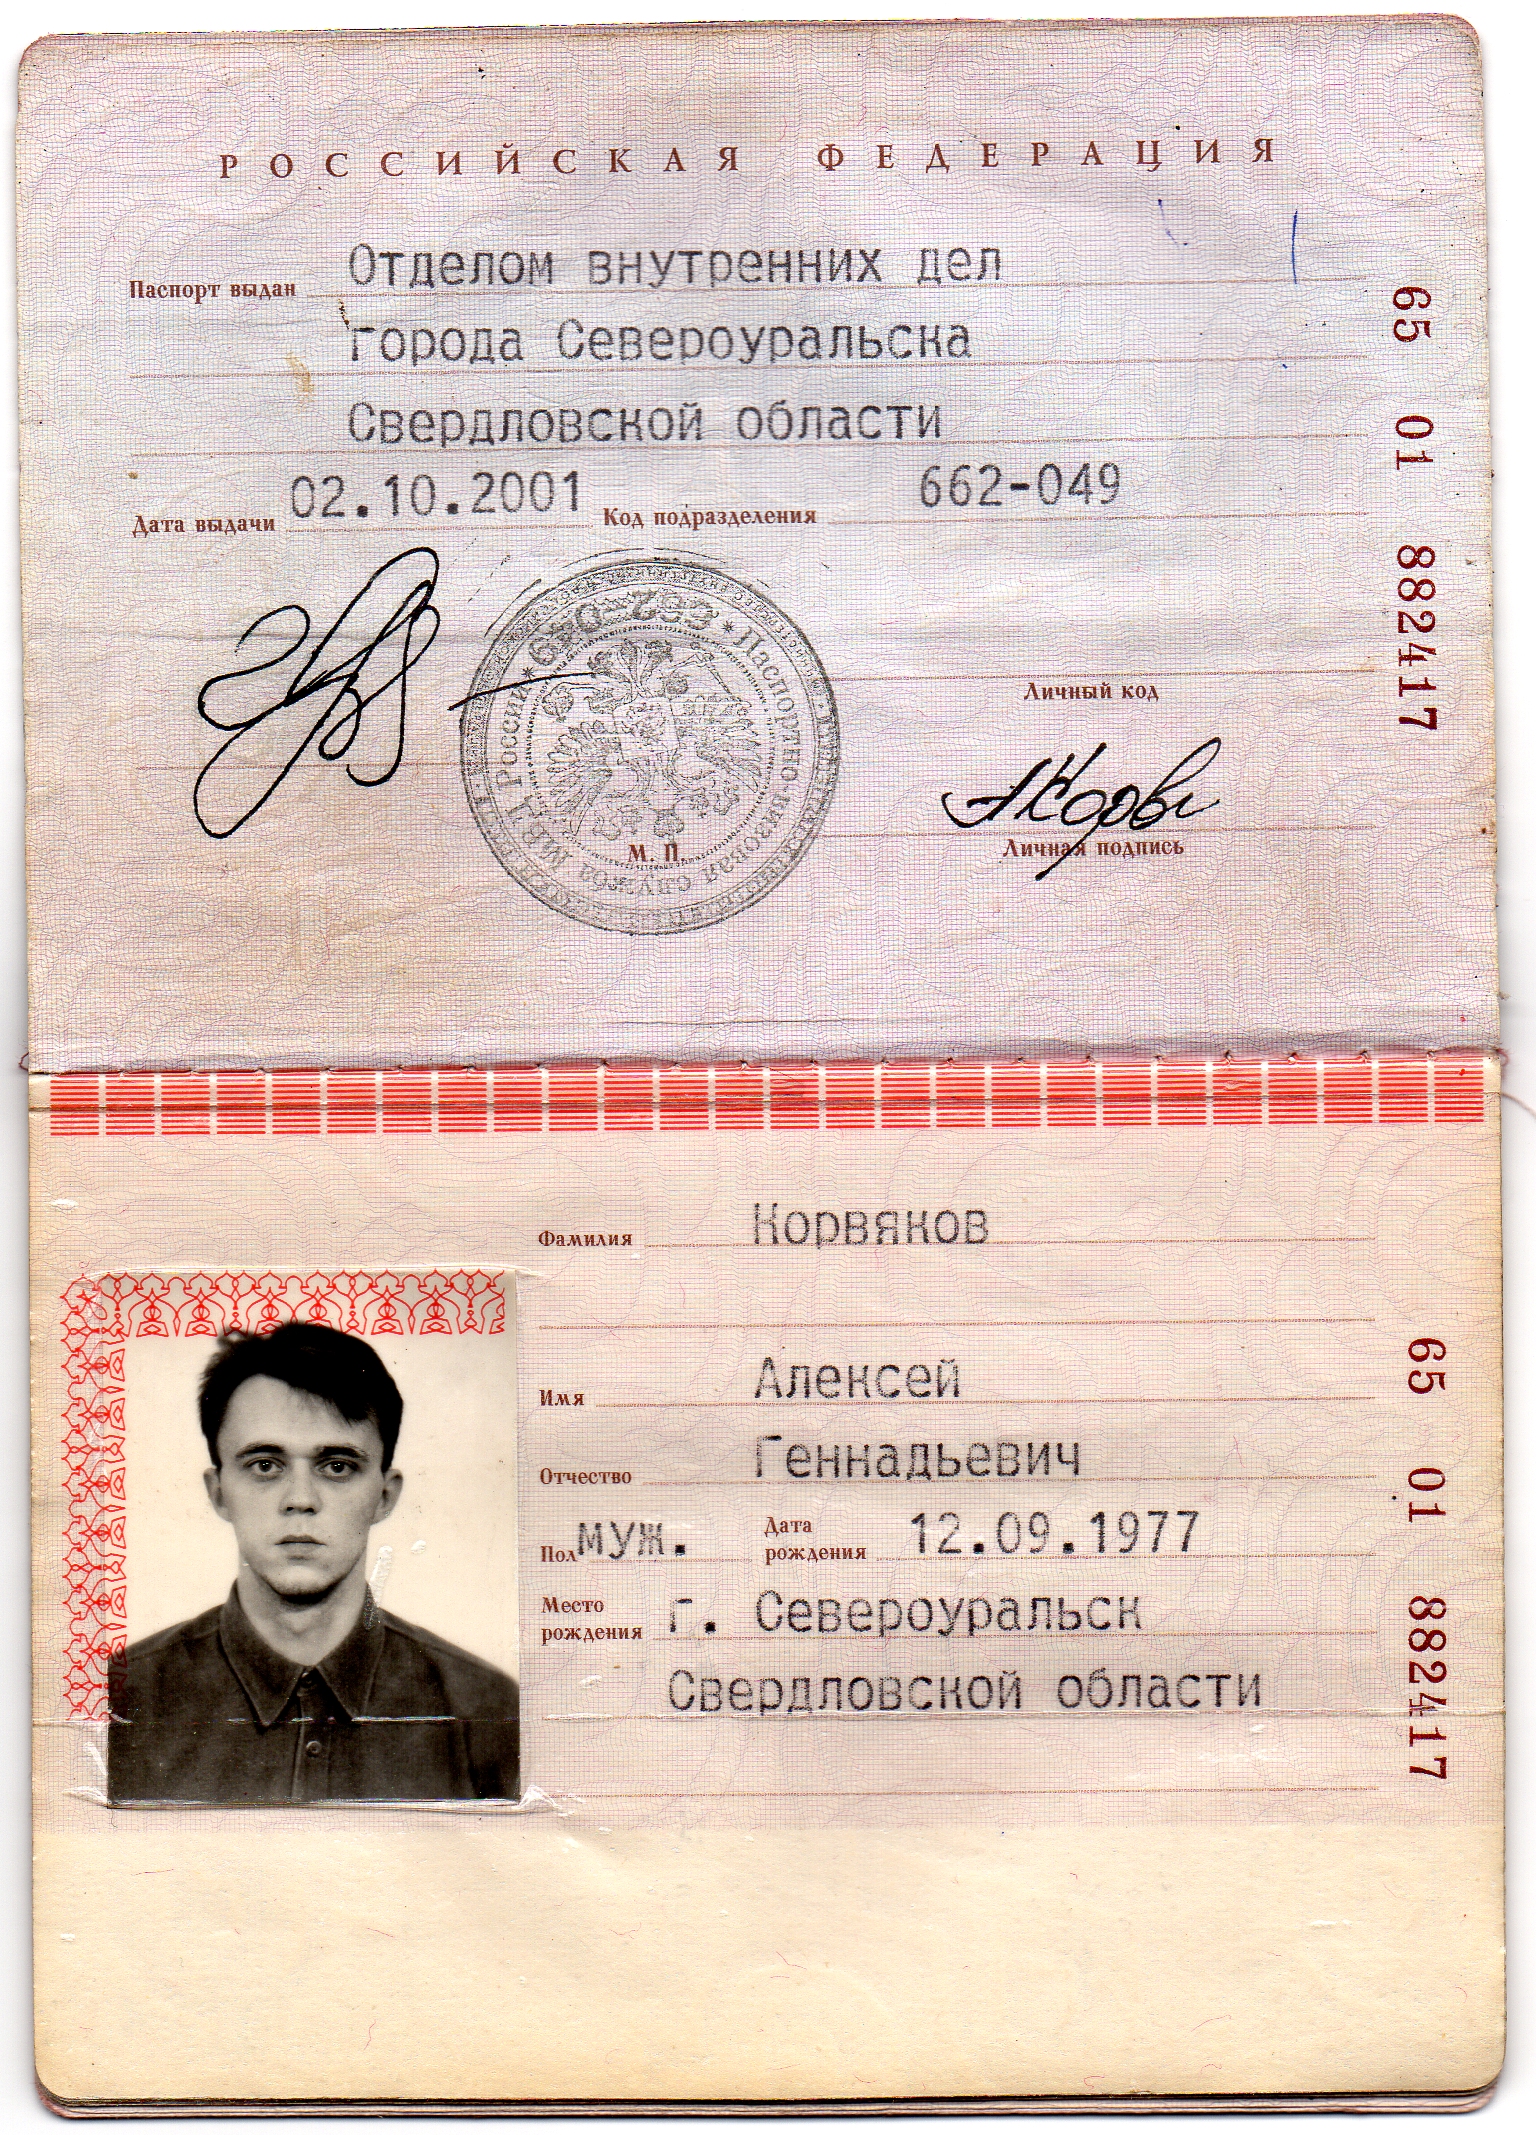 РОССИЙСКАЯ ФЕДЕРАЦИЯ
Паспорт выдан Отделом внутренних дел
города Североуральска
Свердловской области
Дата выдачи 02.10.2001 Код подразделения 662-049
65 01 882417
662-049 * Паспортно-визовая служба МВД России *
М. П.
Личный код
А Корвя
Личная подпись
Фамилия Корвяков
Имя Алексей
Отчество Геннадьевич
Пол муж. Дата рождения 12.09.1977
Место рождения г. Североуральск
Свердловской области
65 01 882417